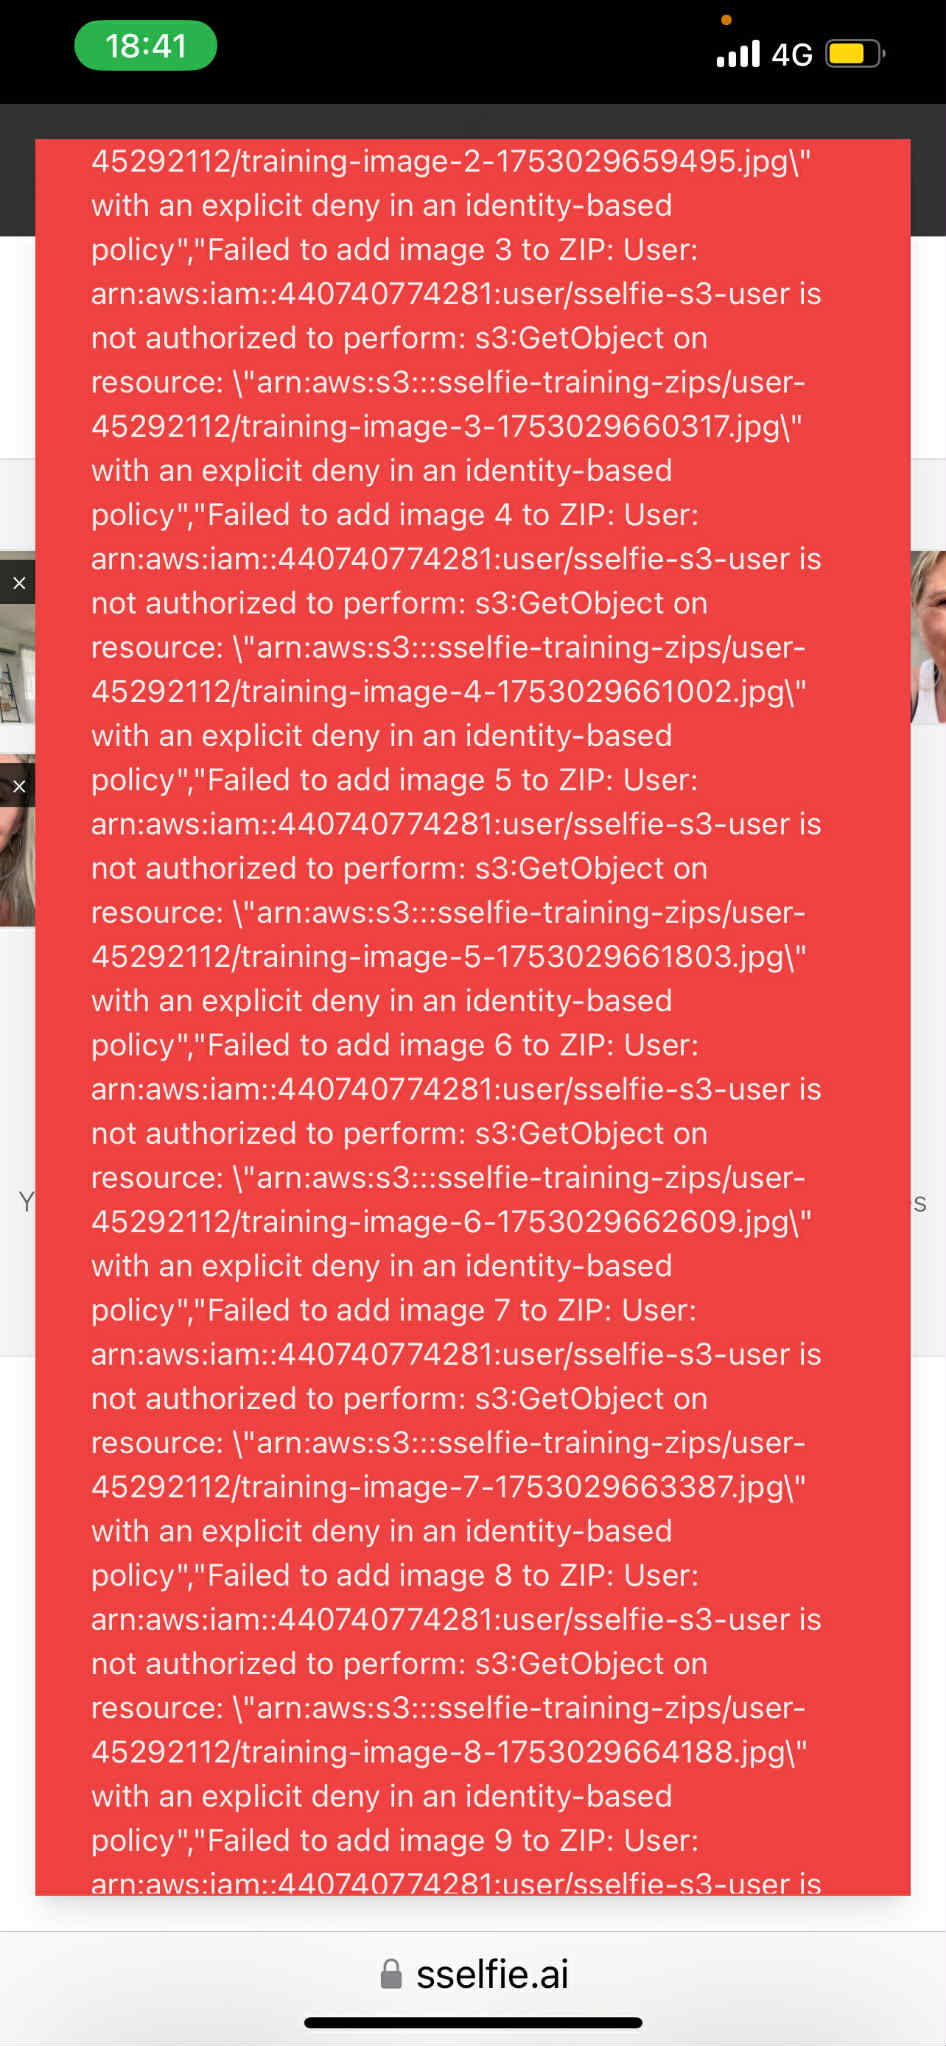 18:41
4G
45292112/training-image-2-1753029659495.jpg\"
with an explicit deny in an identity-based
policy","Failed to add image 3 to ZIP: User:
arn:aws:iam::440740774281:user/sselfie-s3-user is
not authorized to perform: s3:GetObject on
resource: \"arn:aws:s3:::sselfie-training-zips/user-
45292112/training-image-3-1753029660317.jpg\"
with an explicit deny in an identity-based
policy","Failed to add image 4 to ZIP: User:
arn:aws:iam::440740774281:user/sselfie-s3-user is
not authorized to perform: s3:GetObject on
resource: \"arn:aws:s3:::sselfie-training-zips/user-
45292112/training-image-4-1753029661002.jpg\"
with an explicit deny in an identity-based
policy","Failed to add image 5 to ZIP: User:
arn:aws:iam::440740774281:user/sselfie-s3-user is
not authorized to perform: s3:GetObject on
resource: \"arn:aws:s3:::sselfie-training-zips/user-
45292112/training-image-5-1753029661803.jpg\"
with an explicit deny in an identity-based
policy","Failed to add image 6 to ZIP: User:
arn:aws:iam::440740774281:user/sselfie-s3-user is
not authorized to perform: s3:GetObject on
resource: \"arn:aws:s3:::sselfie-training-zips/user-
45292112/training-image-6-1753029662609.jpg\"
with an explicit deny in an identity-based
policy","Failed to add image 7 to ZIP: User:
arn:aws:iam::440740774281:user/sselfie-s3-user is
not authorized to perform: s3:GetObject on
resource: \"arn:aws:s3:::sselfie-training-zips/user-
45292112/training-image-7-1753029663387.jpg\"
with an explicit deny in an identity-based
policy","Failed to add image 8 to ZIP: User:
arn:aws:iam::440740774281:user/sselfie-s3-user is
not authorized to perform: s3:GetObject on
resource: \"arn:aws:s3:::sselfie-training-zips/user-
45292112/training-image-8-1753029664188.jpg\"
with an explicit deny in an identity-based
policy","Failed to add image 9 to ZIP: User:
arn:aws:iam::440740774281:user/sselfie-s3-user is
sselfie.ai